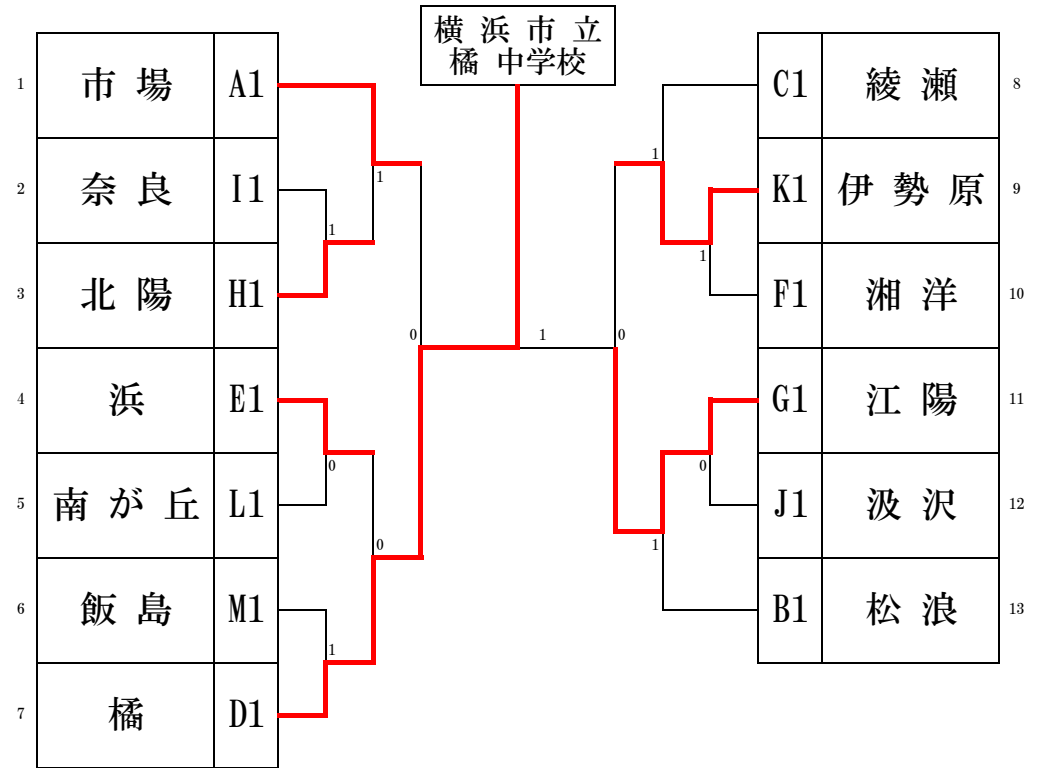 横浜市立
橘中学校
1 市場 A1
2 奈良 I1
3 北陽 H1
4 浜 E1
5 南が丘 L1
6 飯島 M1
7 橘 D1
1
1
0
0
0
1
1
1
1
0
0
1
C1 綾瀬 8
K1 伊勢原 9
F1 湘洋 10
G1 江陽 11
J1 汲沢 12
B1 松浪 13